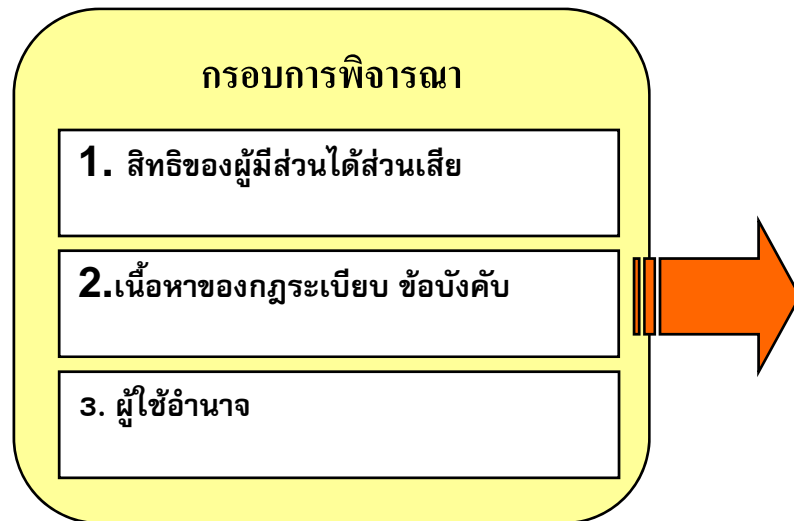 กรอบการพิจารณา
1. สิทธิของผู้มีส่วนได้ส่วนเสีย
2.เนื้อหาของกฎระเบียบ ข้อบังคับ
3. ผู้ใช้อำนาจ